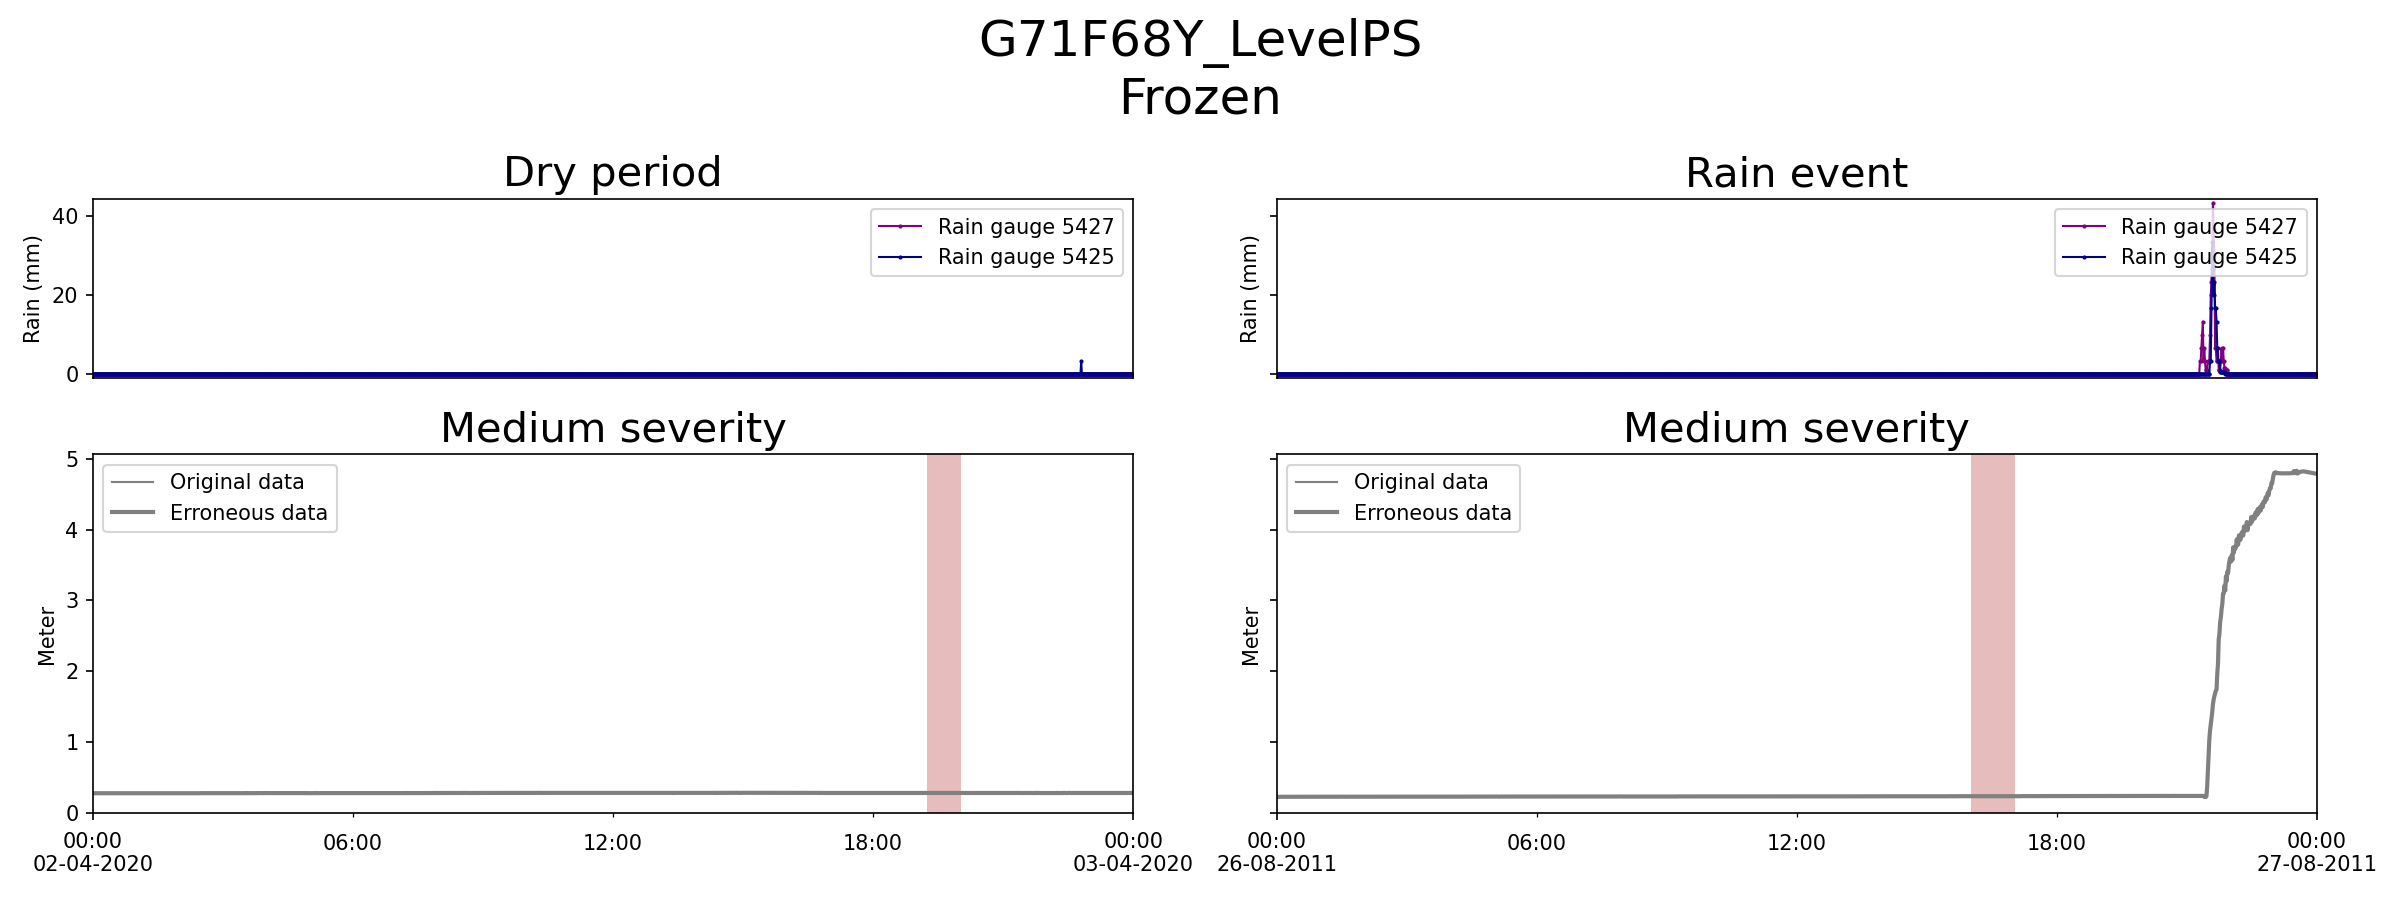 G71F68Y_LevelPS
Frozen
Dry period
Rain (mm)
40
20
0
Rain gauge 5427
Rain gauge 5425
Rain event
Rain (mm)
Rain gauge 5427
Rain gauge 5425
Medium severity
Meter
5
4
3
2
1
0
Original data
Erroneous data
00:00
02-04-2020
06:00
12:00
18:00
00:00
03-04-2020
Medium severity
Meter
Original data
Erroneous data
00:00
26-08-2011
06:00
12:00
18:00
00:00
27-08-2011